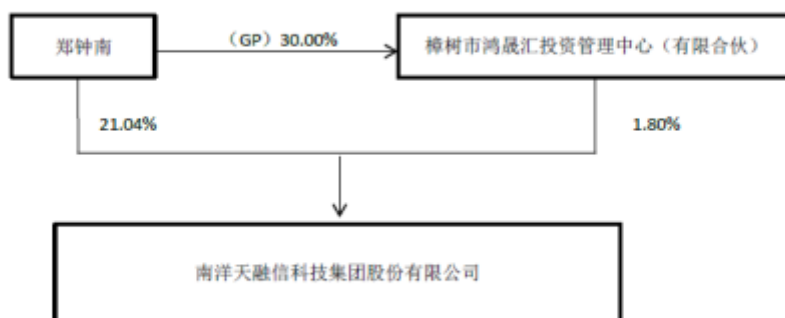 郑钟南
（GP）30.00%
樟树市鸿晟汇投资管理中心（有限合伙）
21.04%
1.80%
南洋天融信科技集团股份有限公司